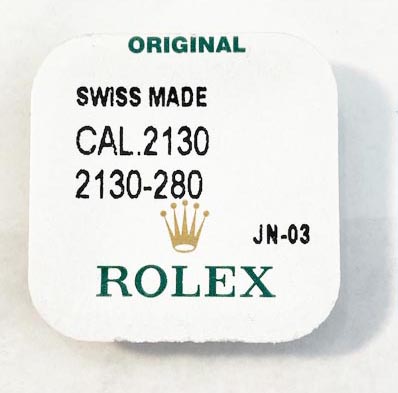 ORIGINAL
SWISS MADE
CAL.2130
2130-280
JN-03
ROLEX